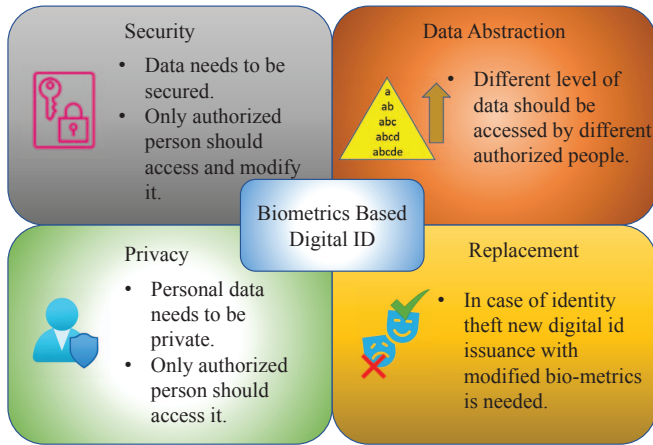 Security
• Data needs to be
secured.
• Only authorized
person should
access and modify
it.
Data Abstraction
a
ab
abc
abcd
abcde
• Different level of
data should be
accessed by different
authorized people.
Biometrics Based
Digital ID
Privacy
• Personal data
needs to be
private.
• Only authorized
person should
access it.
Replacement
• In case of identity
theft new digital id
issuance with
modified bio-metrics
is needed.